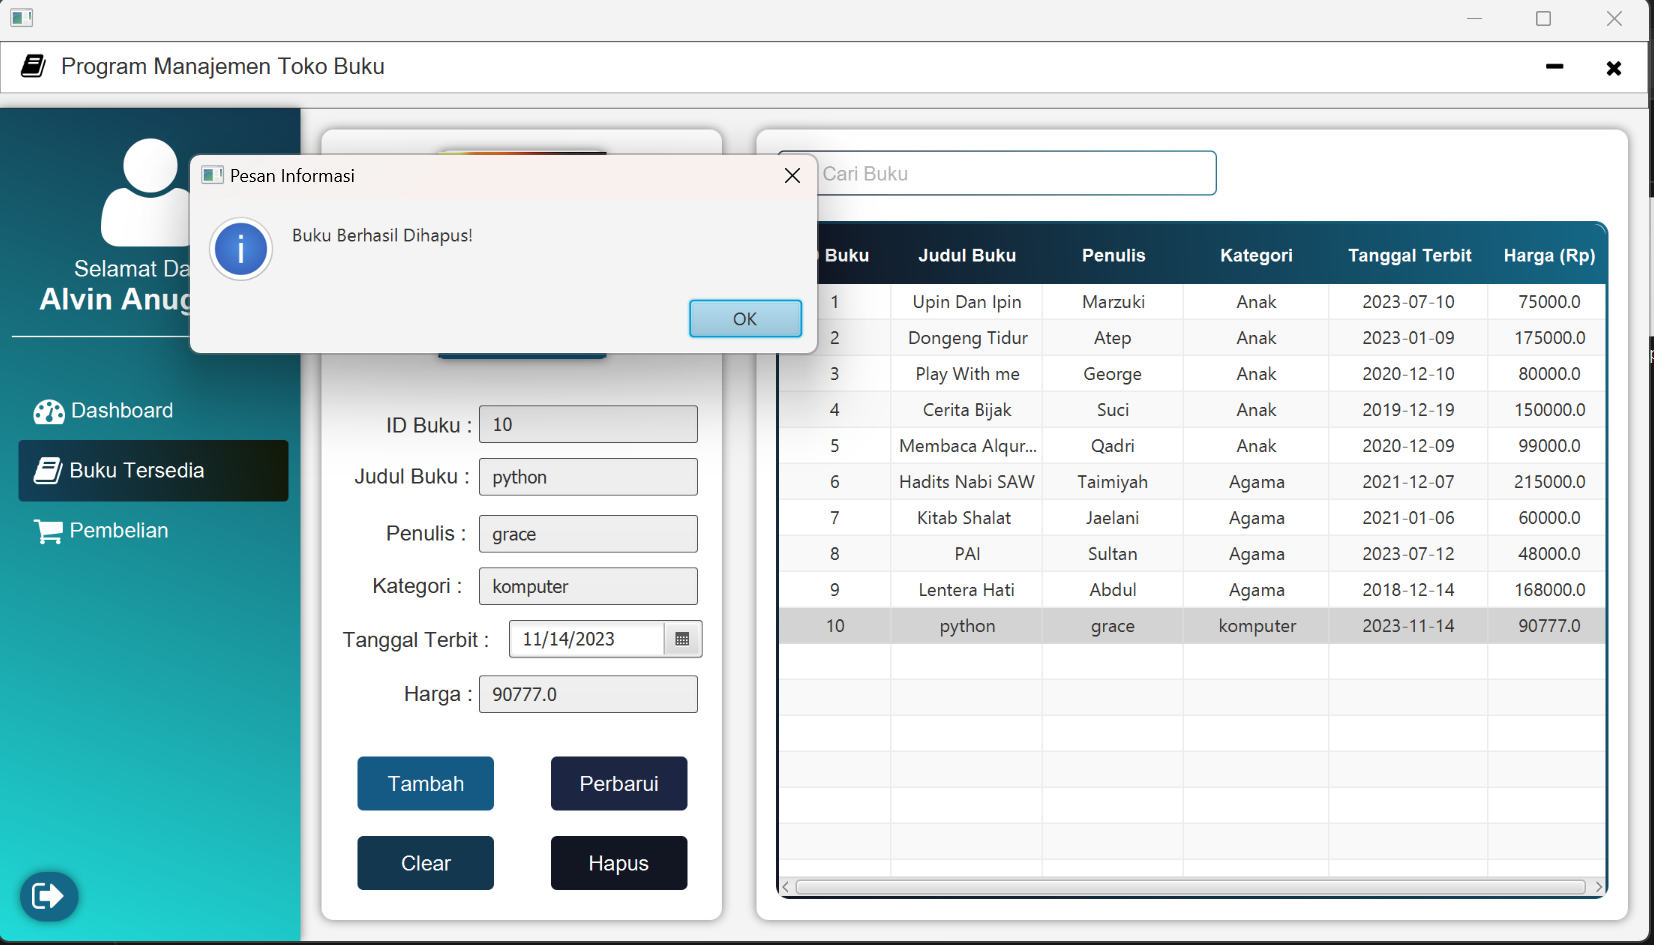 Program Manajemen Toko Buku
Pesan Informasi
Buku Berhasil Dihapus!
OK
Selamat Da
Alvin Anug
Dashboard
Buku Tersedia
Pembelian
ID Buku : 10
Judul Buku : python
Penulis : grace
Kategori : komputer
Tanggal Terbit : 11/14/2023
Harga : 90777.0
Tambah Perbarui
Clear Hapus
Cari Buku
Buku Judul Buku Penulis Kategori Tanggal Terbit Harga (Rp)
1 Upin Dan Ipin Marzuki Anak 2023-07-10 75000.0
2 Dongeng Tidur Atep Anak 2023-01-09 175000.0
3 Play With me George Anak 2020-12-10 80000.0
4 Cerita Bijak Suci Anak 2019-12-19 150000.0
5 Membaca Alqur... Qadri Anak 2020-12-09 99000.0
6 Hadits Nabi SAW Taimiyah Agama 2021-12-07 215000.0
7 Kitab Shalat Jaelani Agama 2021-01-06 60000.0
8 PAI Sultan Agama 2023-07-12 48000.0
9 Lentera Hati Abdul Agama 2018-12-14 168000.0
10 python grace komputer 2023-11-14 90777.0